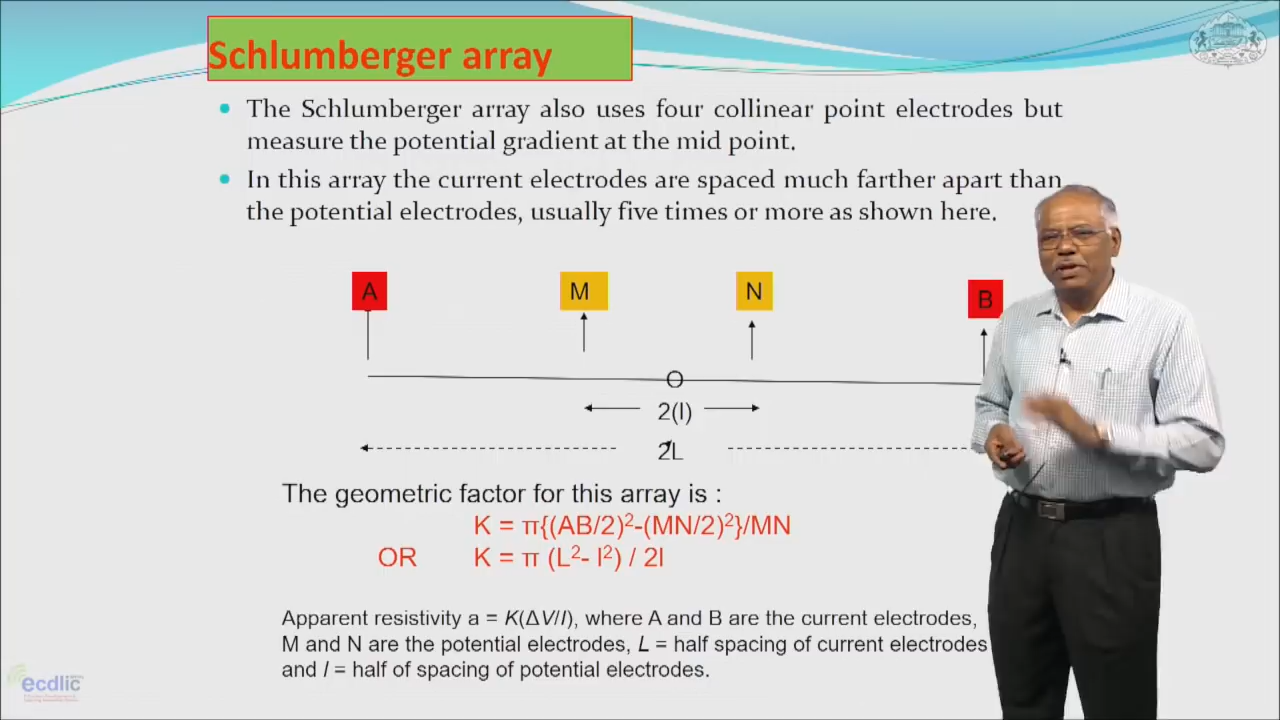 Schlumberger array
The Schlumberger array also uses four collinear point electrodes but
measure the potential gradient at the mid point.
In this array the current electrodes are spaced much farther apart than
the potential electrodes, usually five times or more as shown here.
A M N B
O
2(l)
2L
The geometric factor for this array is :
K = π{(AB/2)²-(MN/2)²}/MN
OR K = π (L²- l²) / 2l
Apparent resistivity a = K(ΔV/I), where A and B are the current electrodes,
M and N are the potential electrodes, L = half spacing of current electrodes
and l = half of spacing of potential electrodes.
ecdlic